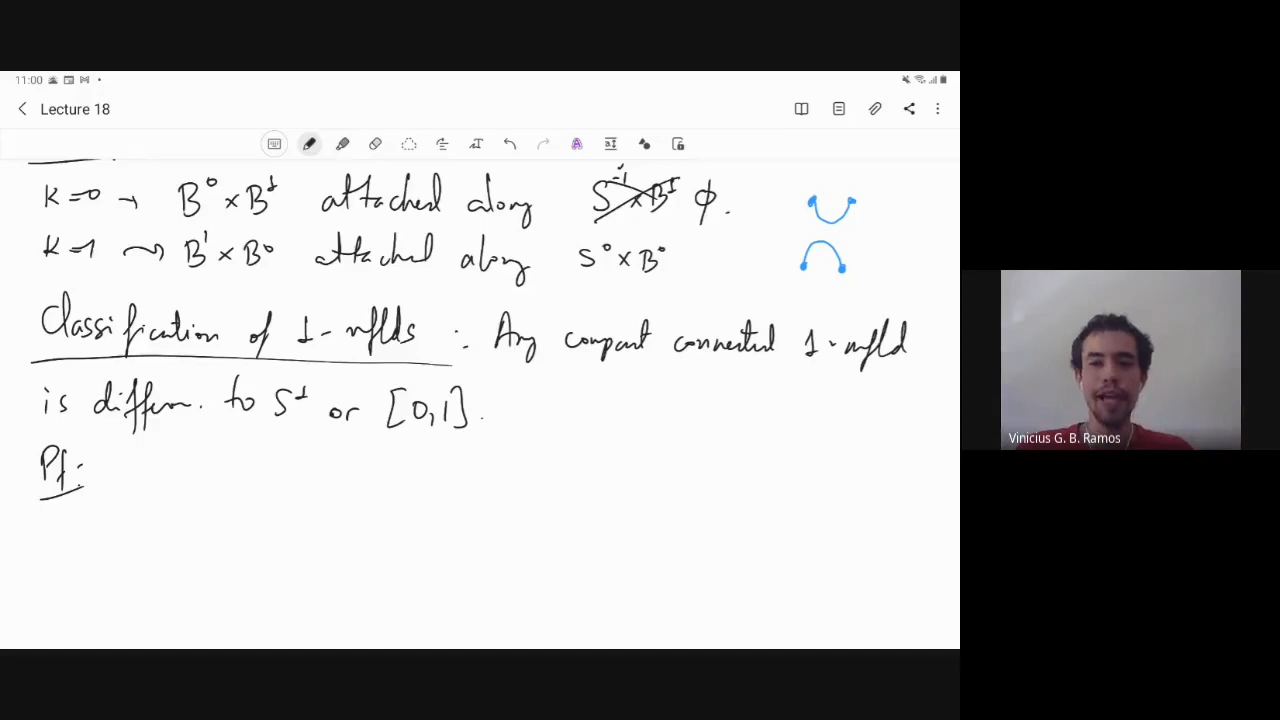 11:00
Lecture 18
K=0 → B⁰ × B¹ attached along S⁻¹ × B¹ ∅.
K=1 ⤳ B¹ × B⁰ attached along S⁰ × B⁰
Classification of 1-mflds : Any compact connected 1-mfld
is diffeom. to S¹ or [0,1].
Pf:
Vinicius G. B. Ramos